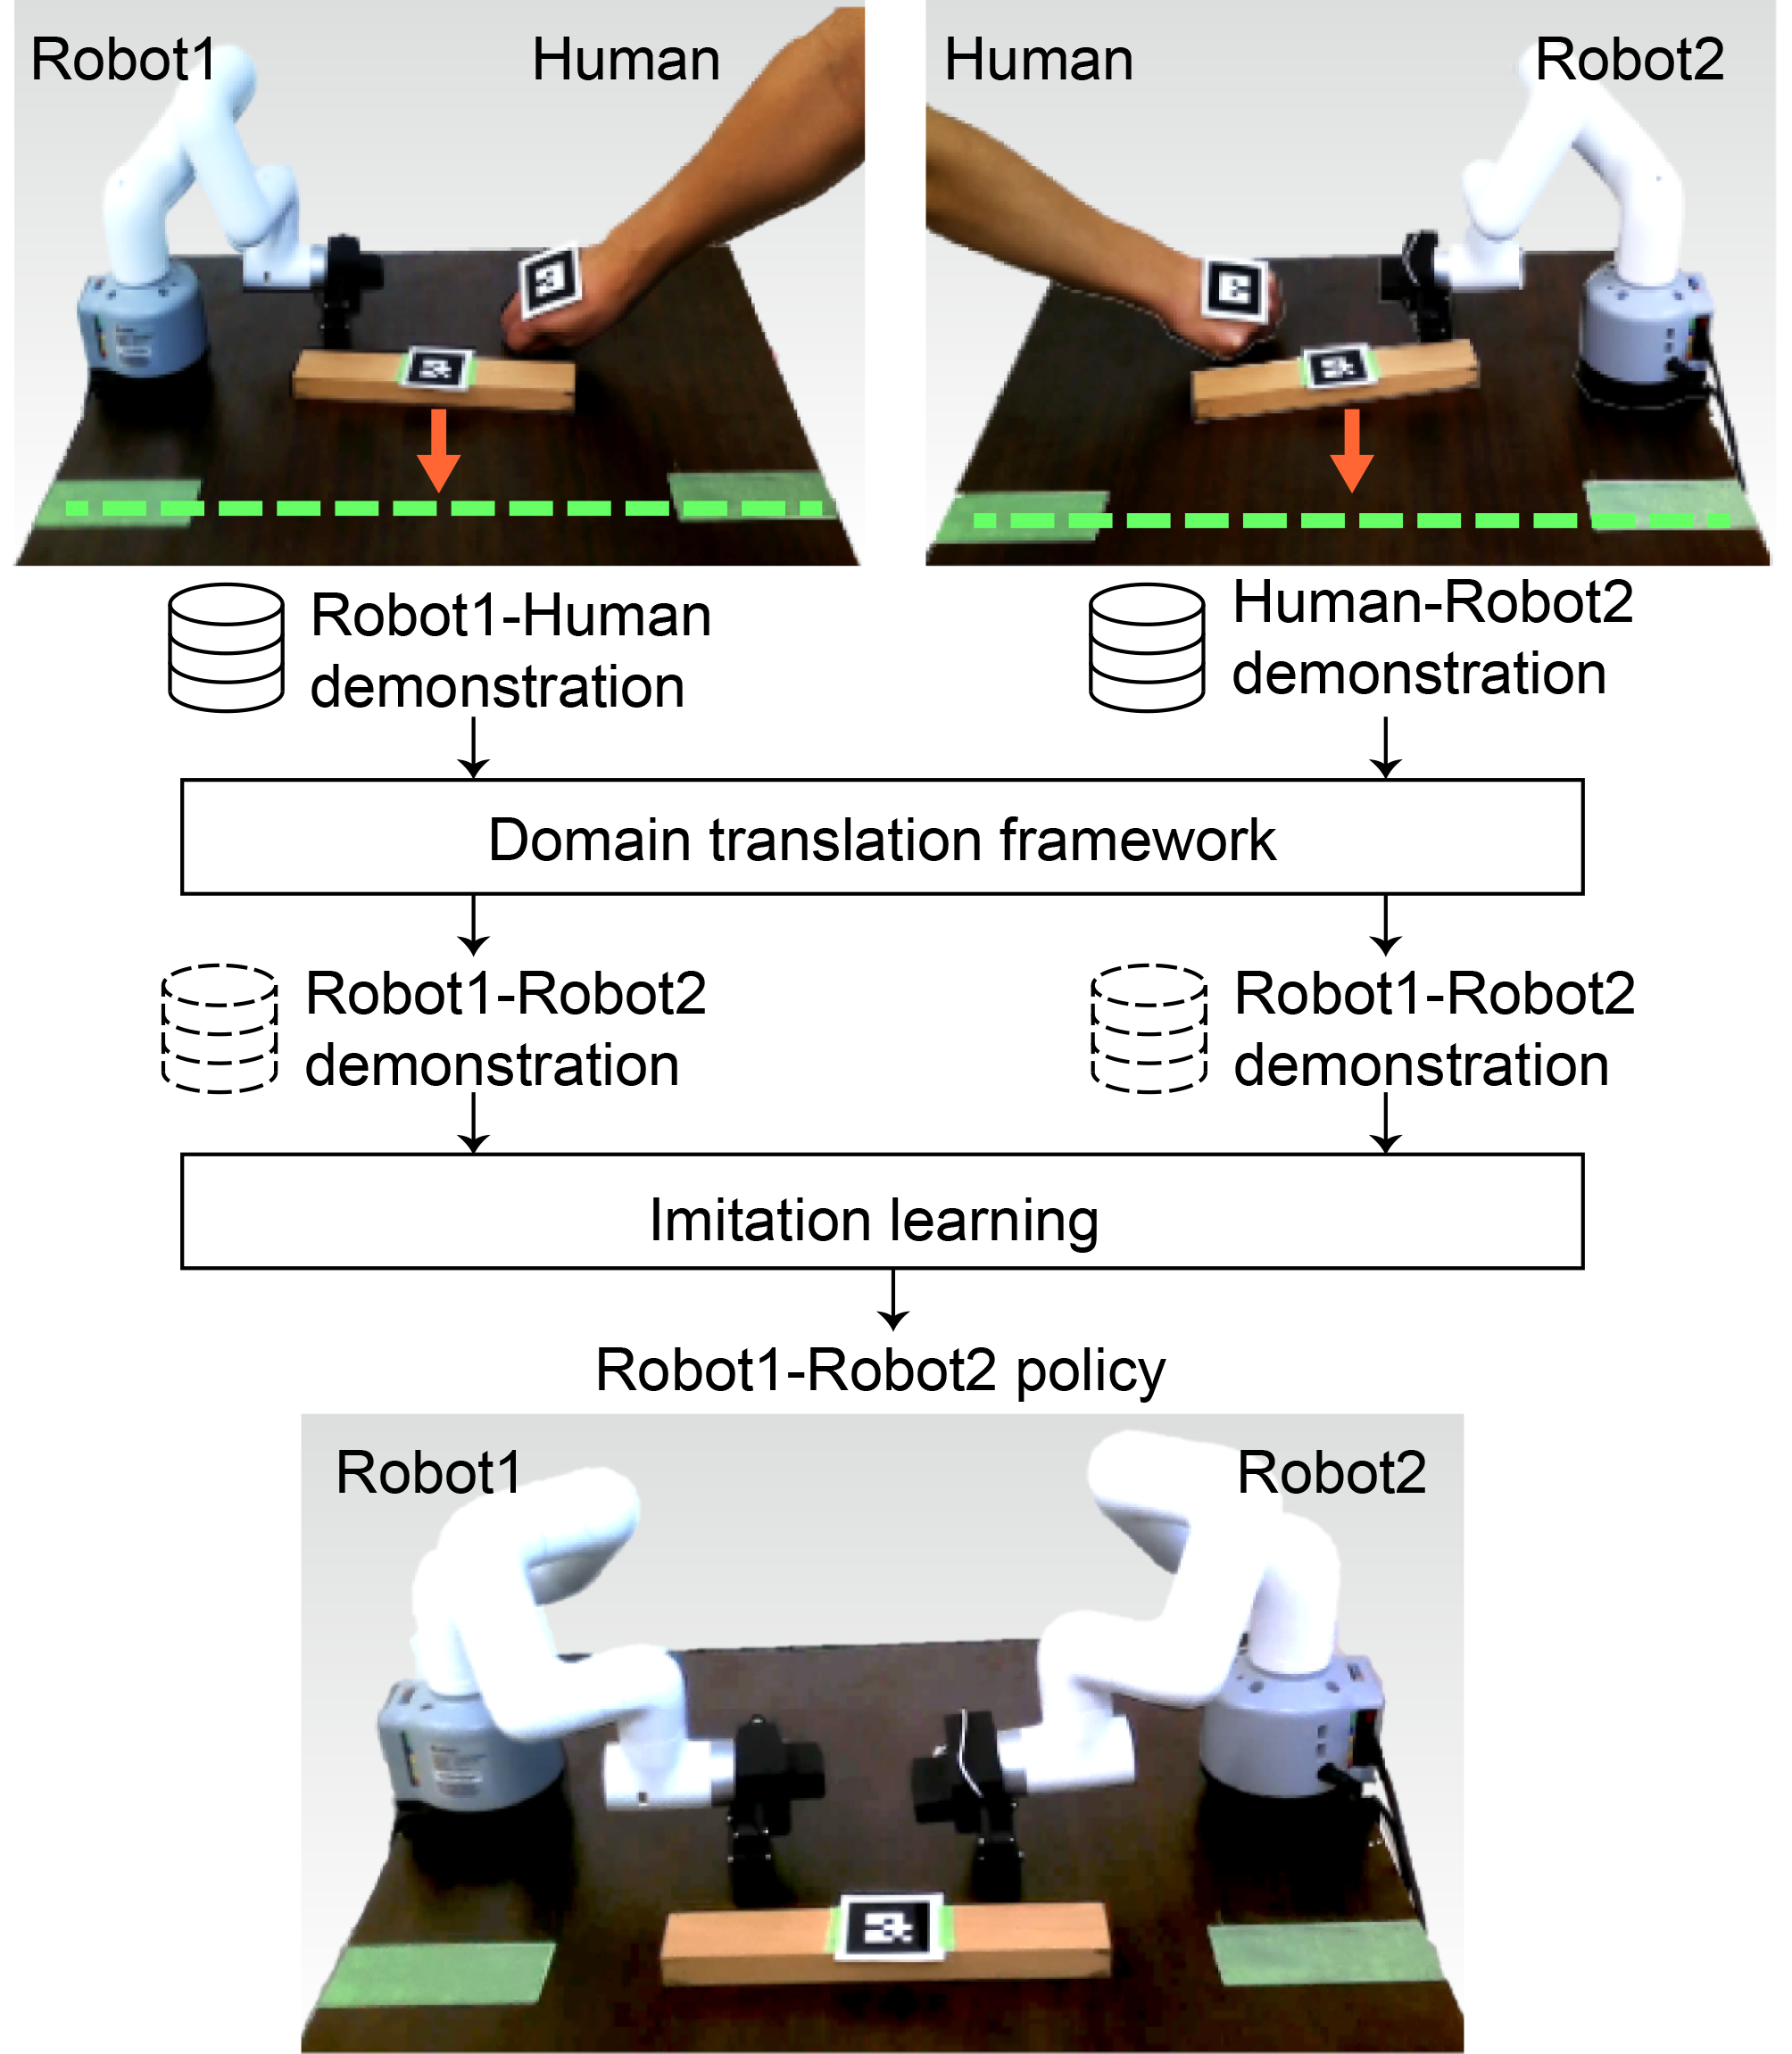 Robot1
Human
Human
Robot2
Robot1-Human
demonstration
Human-Robot2
demonstration
Domain translation framework
Robot1-Robot2
demonstration
Robot1-Robot2
demonstration
Imitation learning
Robot1-Robot2 policy
Robot1
Robot2